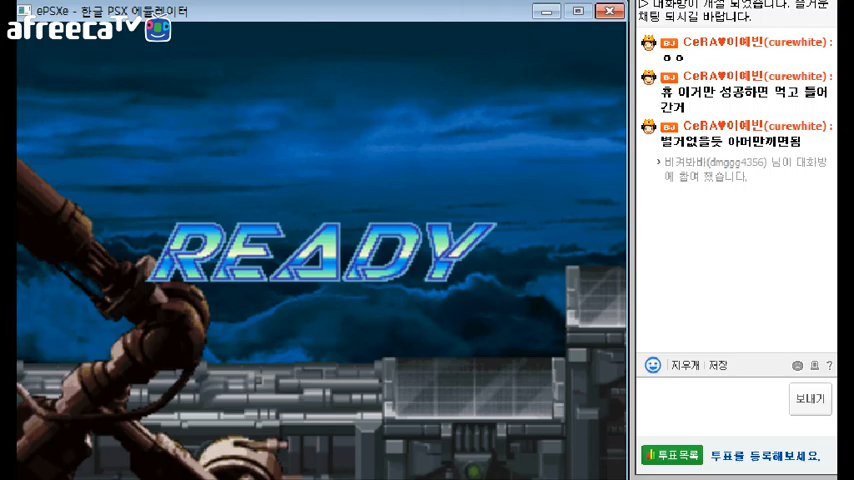 ePSXe - 한글 PSX 에뮬레이터
afreecaTV
READY
▷ 대화방이 개설 되었습니다. 즐거운
채팅 되시길 바랍니다.
BJ CeRA♥이예빈(curewhite) :
ㅇㅇ
BJ CeRA♥이예빈(curewhite) :
휴 이거만 성공하면 먹고 들어
간거
BJ CeRA♥이예빈(curewhite) :
별거없을듯 아머만끼면됨
님이 대화방
에 참여 했습니다.
지우개 저장
보내기
투표목록 투표를 등록해보세요.